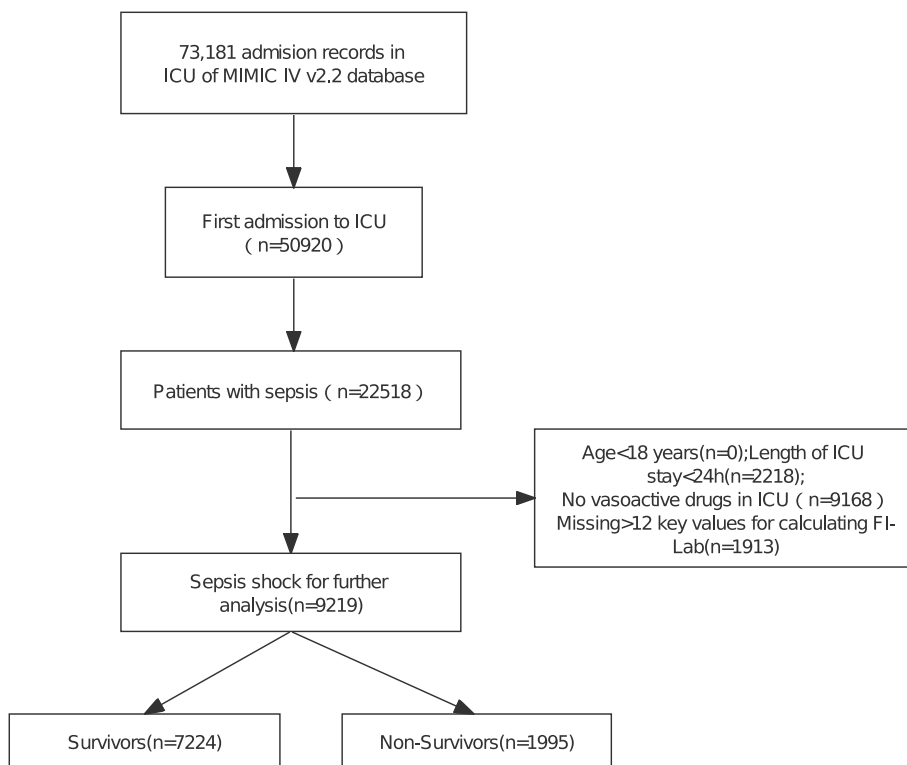 73,181 admision records in
ICU of MIMIC IV v2.2 database
First admission to ICU
( n=50920 )
Patients with sepsis ( n=22518 )
Age<18 years(n=0);Length of ICU
stay<24h(n=2218);
No vasoactive drugs in ICU ( n=9168 )
Missing>12 key values for calculating FI-
Lab(n=1913)
Sepsis shock for further
analysis(n=9219)
Survivors(n=7224)
Non-Survivors(n=1995)